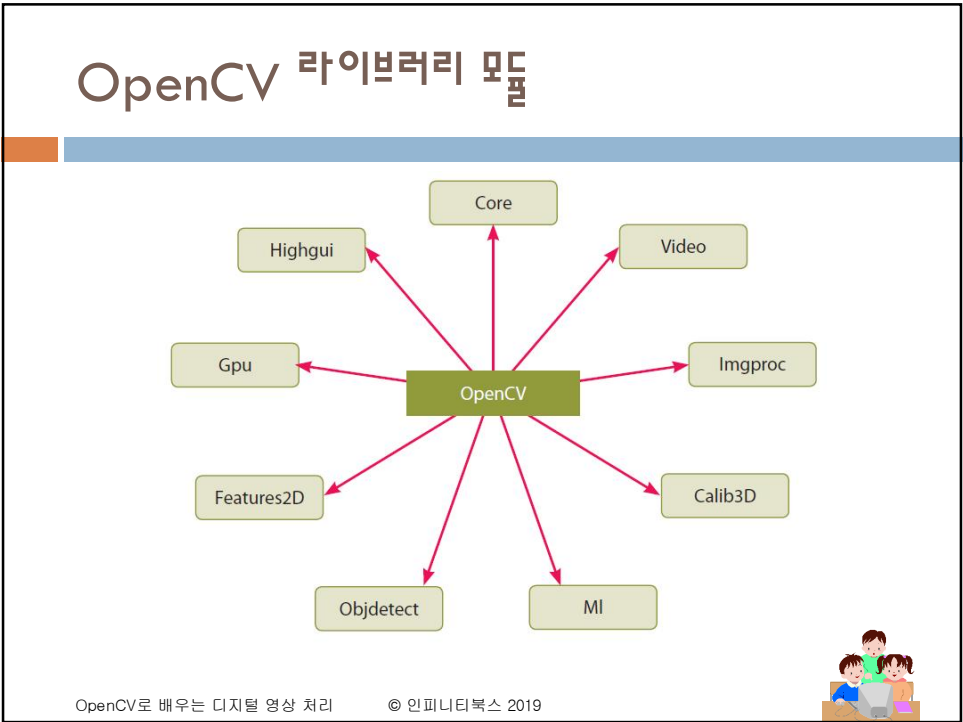 OpenCV 라이브러리 모듈
Core
Highgui
Video
Gpu
Imgproc
OpenCV
Features2D
Calib3D
Objdetect
Ml
OpenCV로 배우는 디지털 영상 처리 © 인피니티북스 2019